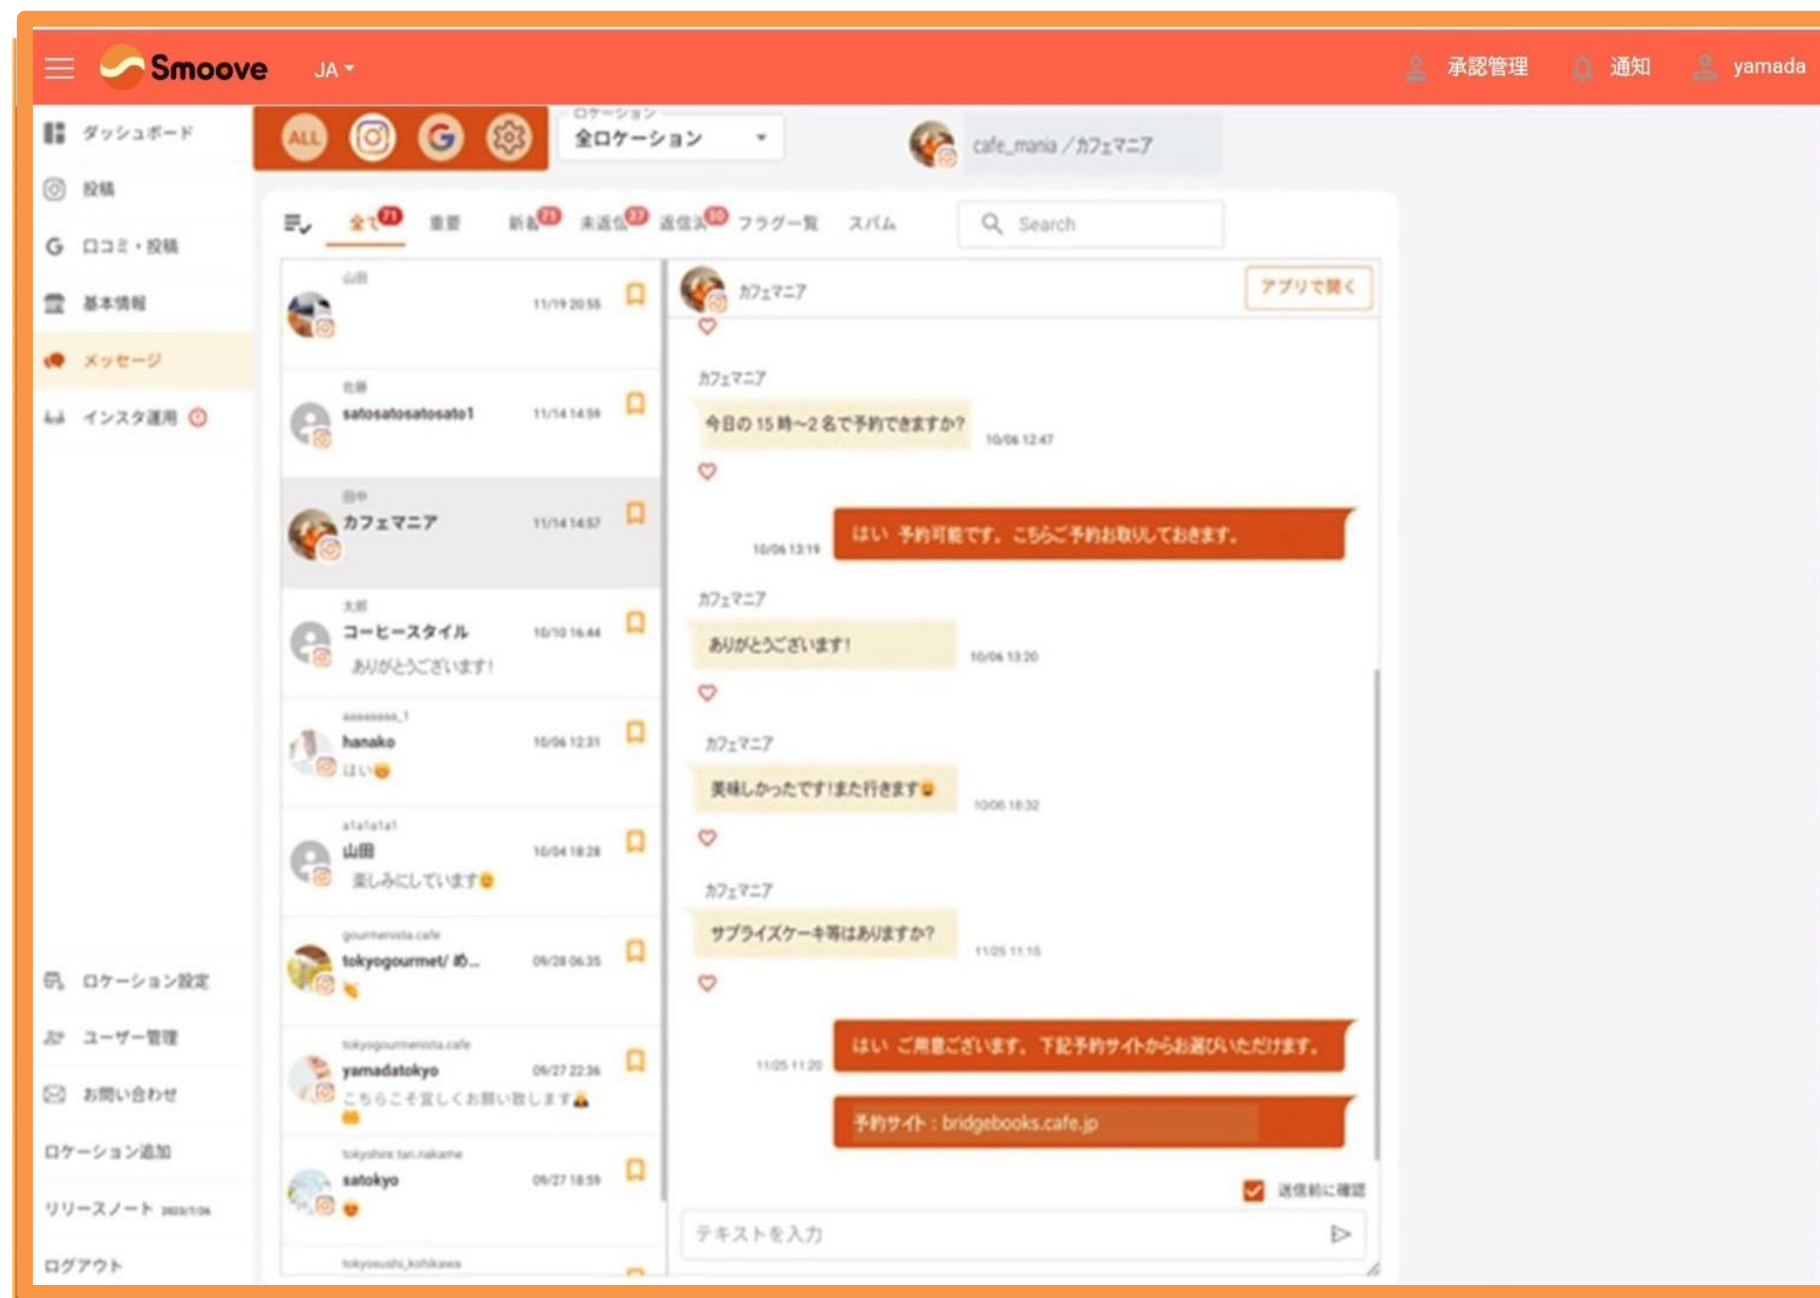 Smoove
JA
承認管理
通知
yamada
ダッシュボード
投稿
口コミ・投稿
基本情報
メッセージ
インスタ運用
ロケーション設定
ユーザー管理
お問い合わせ
ロケーション追加
リリースノート
ログアウト
ALL
G
ロケーション
全ロケーション
cafe_mania／カフェマニア
全て 71
重要
新着 71
未返信 37
返信済 30
フラグ一覧
スパム
Search
山田
11/19 20:55
佐藤
satosatosatosato1
11/14 14:59
田中
カフェマニア
11/14 14:57
太郎
コーヒースタイル
10/10 16:44
ありがとうございます!
aaaaaaaa_1
hanako
10/06 12:31
はい
a1a1a1a1
山田
10/04 18:28
楽しみにしています
gourmenista.cafe
tokyogourmet/ め...
09/28 06:35
tokyogourmenista.cafe
yamadatokyo
09/27 22:36
こちらこそ宜しくお願い致します
tokyohire.tan.nakame
satokyo
09/27 18:59
tokyosushi_kohikawa
カフェマニア
アプリで開く
カフェマニア
今日の 15 時〜2 名で予約できますか?
10/06 12:47
はい 予約可能です。こちらご予約お取りしておきます。
10/06 13:19
カフェマニア
ありがとうございます!
10/06 13:20
カフェマニア
美味しかったです!また行きます😀
10/06 18:32
カフェマニア
サプライズケーキ等はありますか?
11/25 11:15
はい ご用意ございます。下記予約サイトからお選びいただけます。
11/25 11:20
予約サイト : bridgebooks.cafe.jp
送信前に確認
テキストを入力